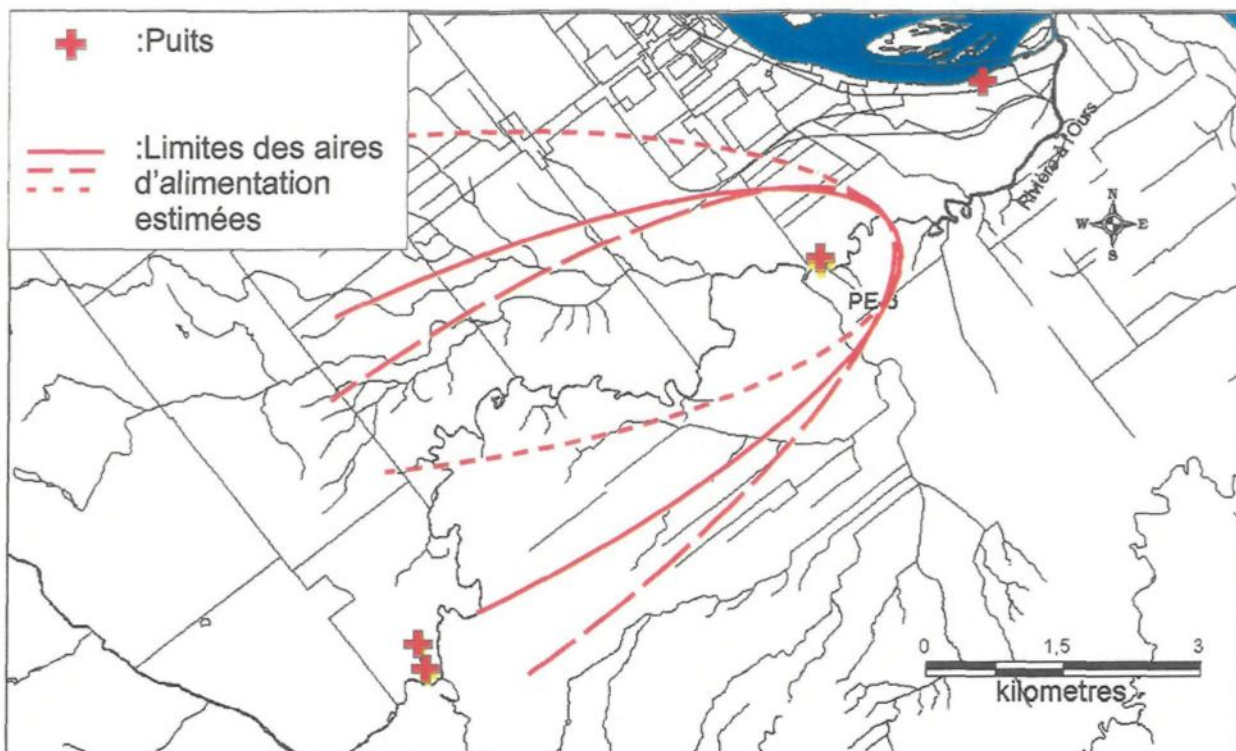 :Puits
:Limites des aires
d'alimentation
estimées
Rivière à l'Ours
N
W
E
S
PE-3
0
1,5
3
kilometres